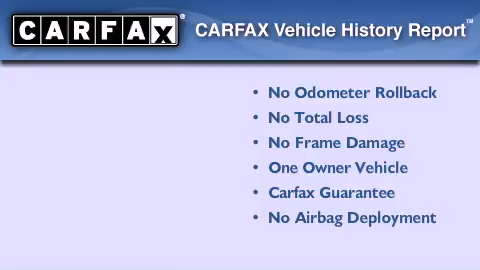 CARFAX® CARFAX Vehicle History Report™
• No Odometer Rollback
• No Total Loss
• No Frame Damage
• One Owner Vehicle
• Carfax Guarantee
• No Airbag Deployment